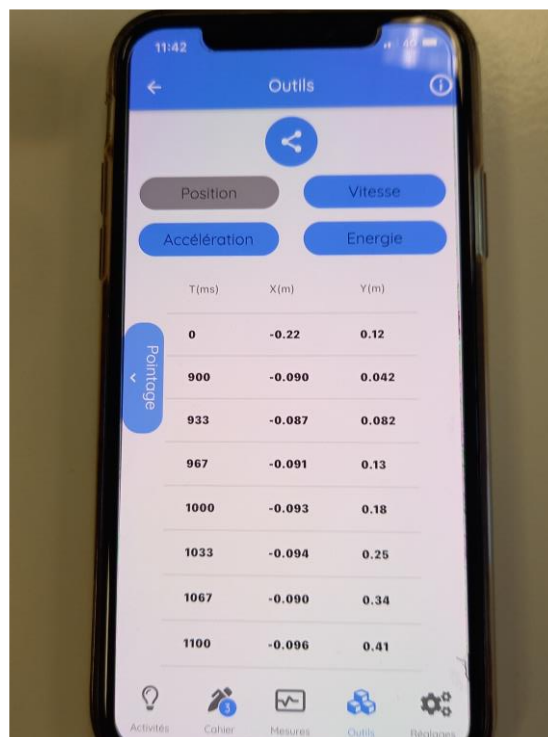 11:42 4G
Outils
Position Vitesse
Accélération Energie
T(ms) X(m) Y(m)
Pointage
0 -0.22 0.12
900 -0.090 0.042
933 -0.087 0.082
967 -0.091 0.13
1000 -0.093 0.18
1033 -0.094 0.25
1067 -0.090 0.34
1100 -0.096 0.41
3
Activités Cahier Mesures Outils Réglages